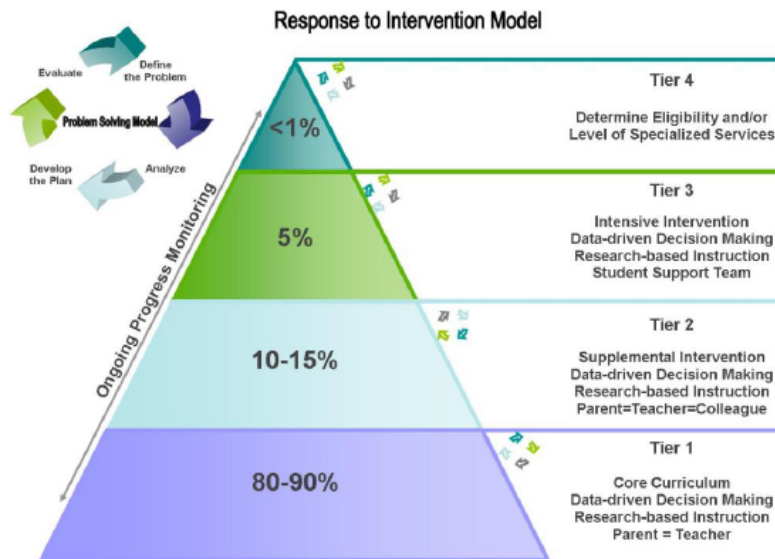 Response to Intervention Model
Evaluate
Define
the Problem
Problem Solving Model
Develop
the Plan
Analyze
Ongoing Progress Monitoring
<1%
Tier 4
Determine Eligibility and/or
Level of Specialized Services
5%
Tier 3
Intensive Intervention
Data-driven Decision Making
Research-based Instruction
Student Support Team
10-15%
Tier 2
Supplemental Intervention
Data-driven Decision Making
Research-based Instruction
Parent=Teacher=Colleague
80-90%
Tier 1
Core Curriculum
Data-driven Decision Making
Research-based Instruction
Parent = Teacher